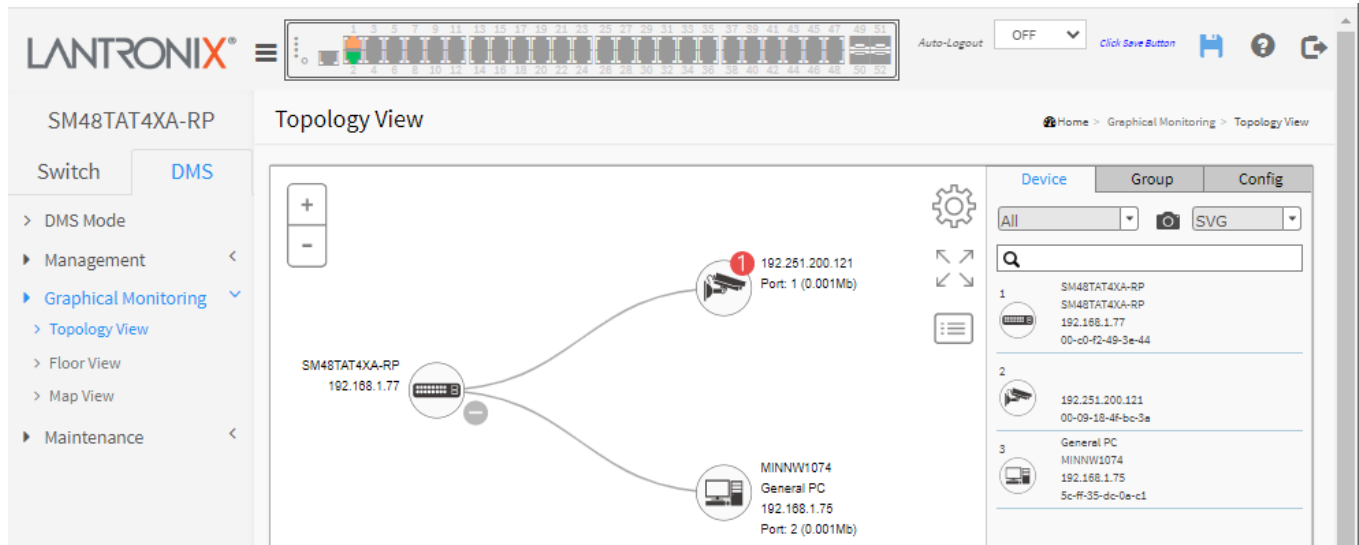 LANTRONIX®
1 3 5 7 9 11 13 15 17 19 21 23 25 27 29 31 33 35 37 39 41 43 45 47 49 51
2 4 6 8 10 12 14 16 18 20 22 24 26 28 30 32 34 36 38 40 42 44 46 48 50 52
Auto-Logout
OFF
Click Save Button
SM48TAT4XA-RP
Switch
DMS
> DMS Mode
Management
Graphical Monitoring
> Topology View
> Floor View
> Map View
Maintenance
Topology View
Home > Graphical Monitoring > Topology View
+
−
1
192.251.200.121
Port: 1 (0.001Mb)
SM48TAT4XA-RP
192.168.1.77
MINNW1074
General PC
192.168.1.75
Port: 2 (0.001Mb)
Device
Group
Config
All
SVG
1
SM48TAT4XA-RP
SM48TAT4XA-RP
192.168.1.77
00-c0-f2-49-3e-44
2
192.251.200.121
00-09-18-4f-bc-3a
3
General PC
MINNW1074
192.168.1.75
5c-ff-35-dc-0a-c1